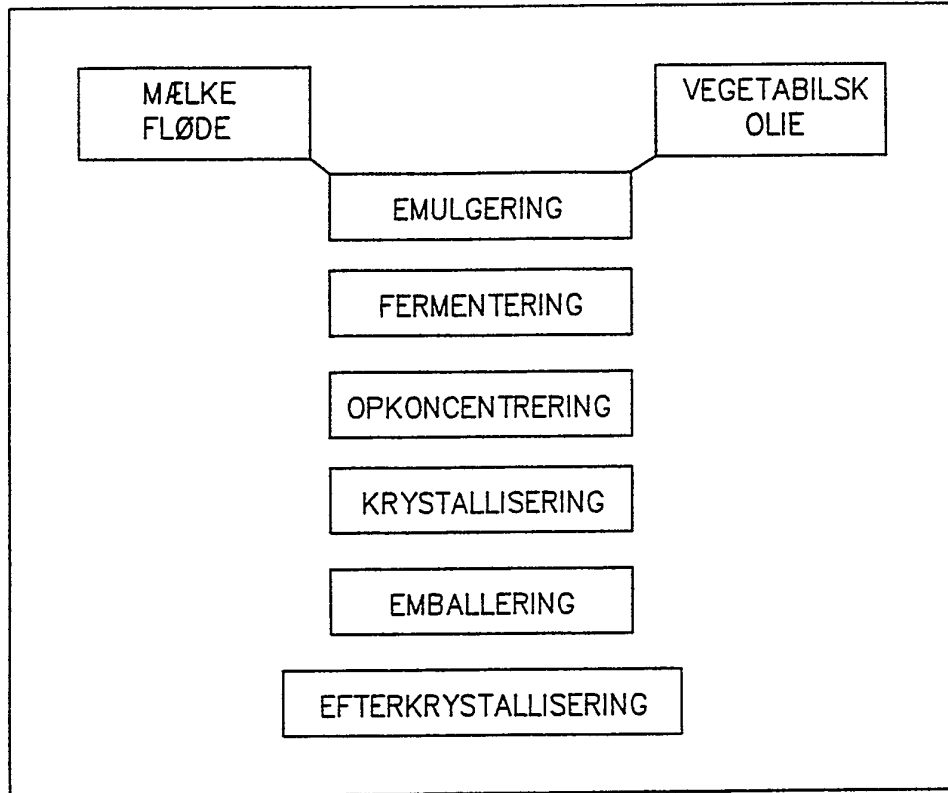 MÆLKE
FLØDE
VEGETABILSK
OLIE
EMULGERING
FERMENTERING
OPKONCENTRERING
KRYSTALLISERING
EMBALLERING
EFTERKRYSTALLISERING